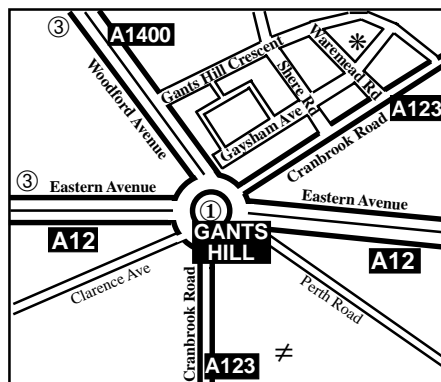 ③
A1400
Gants Hill Crescent
Waremead Rd
Woodford Avenue
Shere Rd
Gaysham Ave
A123
Cranbrook Road
③
Eastern Avenue
Eastern Avenue
①
A12
GANTS
HILL
A12
Clarence Ave
Cranbrook Road
Perth Road
A123